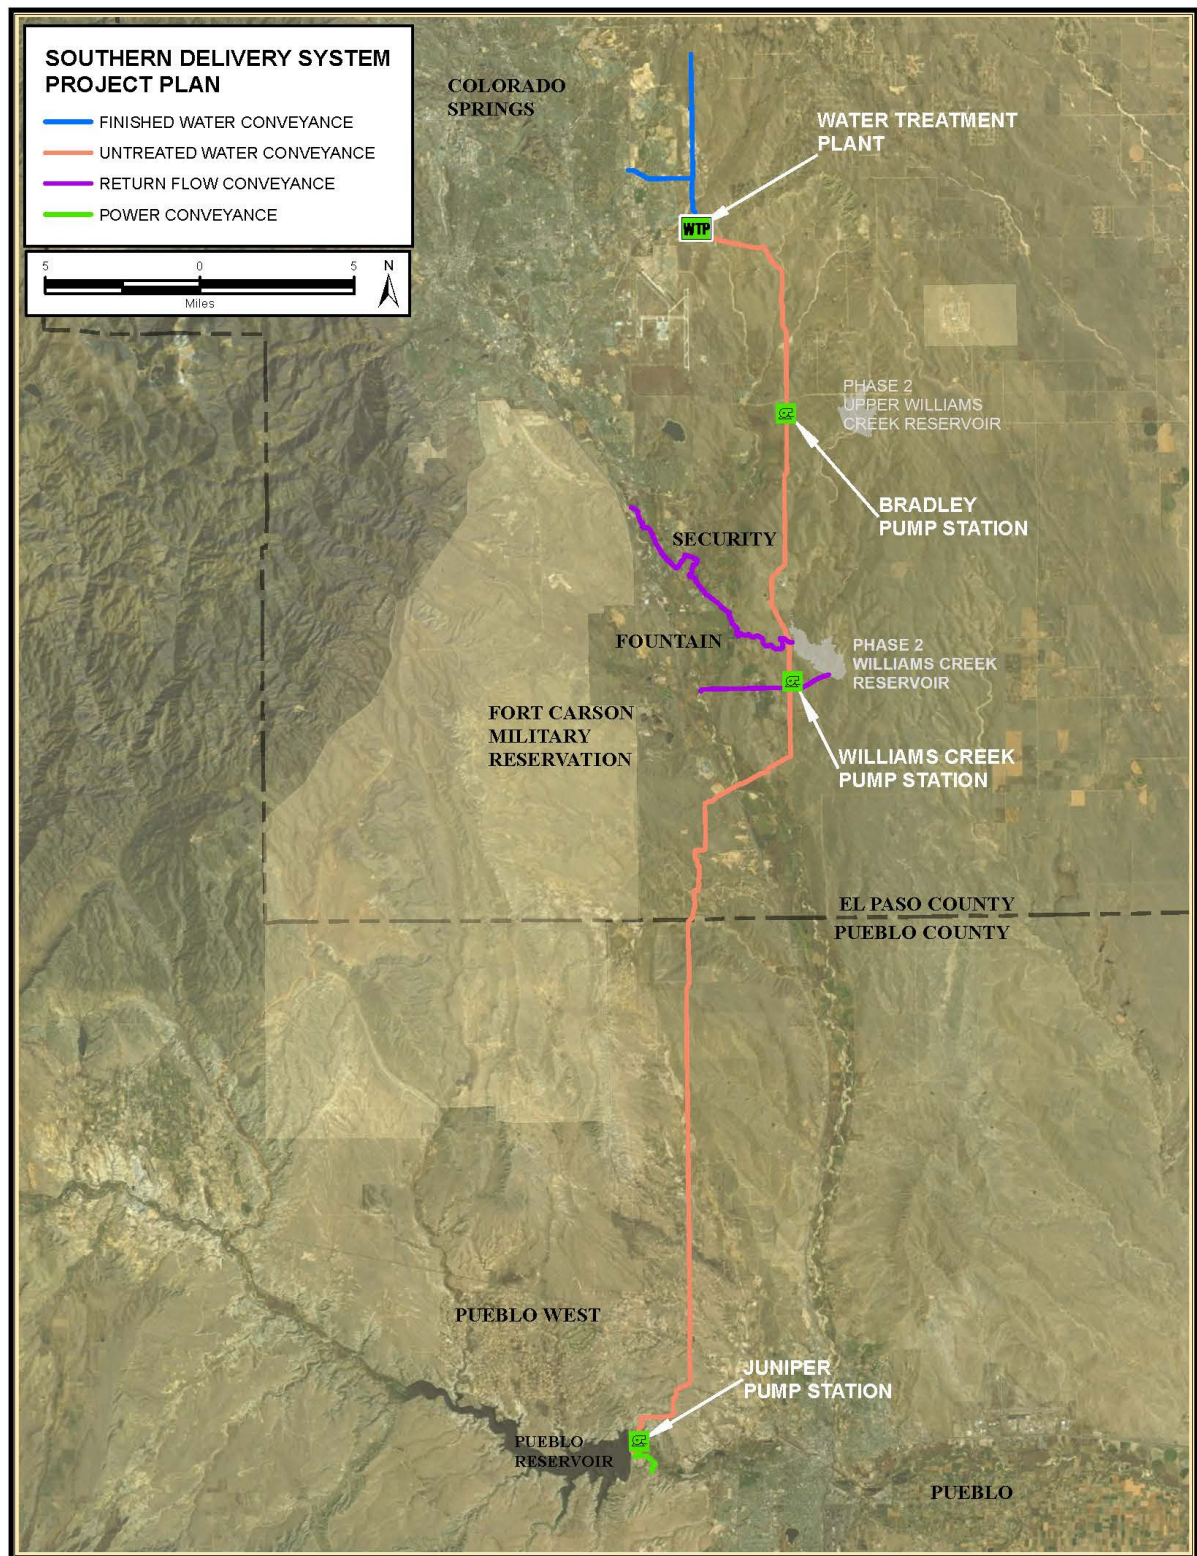 SOUTHERN DELIVERY SYSTEM
PROJECT PLAN
FINISHED WATER CONVEYANCE
UNTREATED WATER CONVEYANCE
RETURN FLOW CONVEYANCE
POWER CONVEYANCE
5 0 5
Miles
N
COLORADO
SPRINGS
WATER TREATMENT
PLANT
WTP
PHASE 2
UPPER WILLIAMS
CREEK RESERVOIR
BRADLEY
PUMP STATION
SECURITY
FOUNTAIN
PHASE 2
WILLIAMS CREEK
RESERVOIR
FORT CARSON
MILITARY
RESERVATION
WILLIAMS CREEK
PUMP STATION
EL PASO COUNTY
PUEBLO COUNTY
PUEBLO WEST
JUNIPER
PUMP STATION
PUEBLO
RESERVOIR
PUEBLO